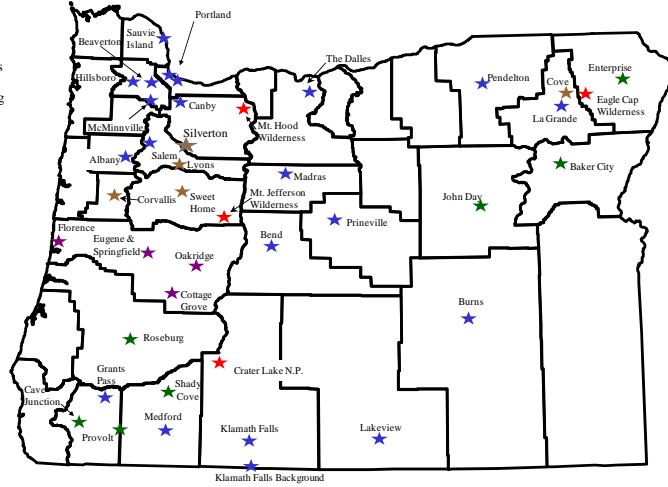 Portland
Sauvie
Island
Beaverton
s
The Dalles
Hillsboro
Pendelton
Cove
Enterprise
g
Canby
Eagle Cap
Wilderness
La Grande
McMinnville
Mt. Hood
Wilderness
Silverton
Albany
Salem
Lyons
Madras
Baker City
Corvallis
Sweet
Home
Mt. Jefferson
Wilderness
John Day
Florence
Eugene &
Springfield
Bend
Prineville
Oakridge
Cottage
Grove
Burns
Roseburg
Grants
Pass
Crater Lake N.P.
Shady
Cove
Cave
Junction
Medford
Provolt
Klamath Falls
Lakeview
Klamath Falls Background